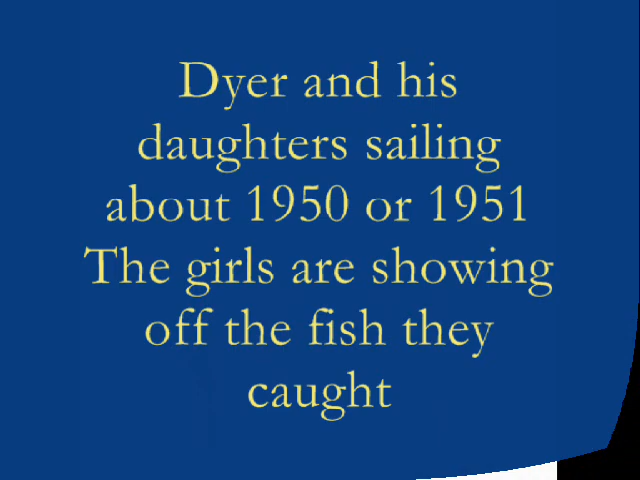 Dyer and his
daughters sailing
about 1950 or 1951
The girls are showing
off the fish they
caught